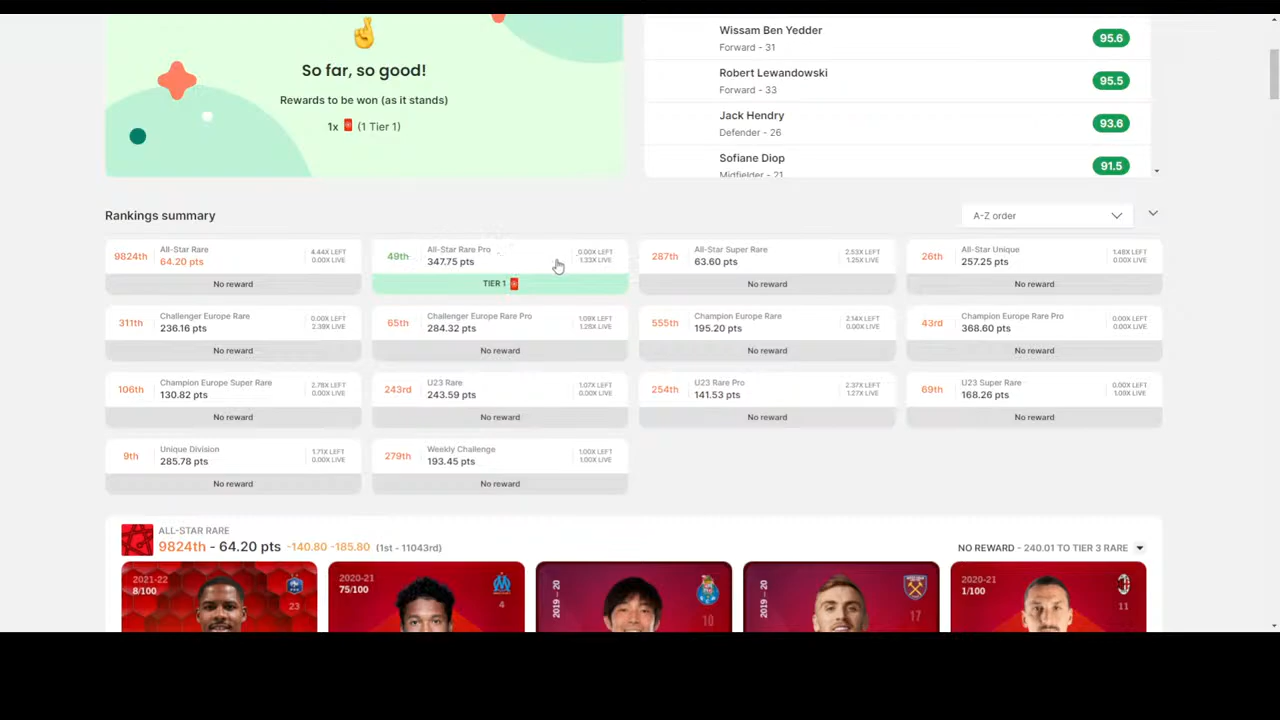 So far, so good!
Rewards to be won (as it stands)
1x (1 Tier 1)
Wissam Ben Yedder
Forward - 31
95.6
Robert Lewandowski
Forward - 33
95.5
Jack Hendry
Defender - 26
93.6
Sofiane Diop
Midfielder - 21
91.5
Rankings summary
A-Z order
9824th
All-Star Rare
64.20 pts
4.44X LEFT
0.00X LIVE
No reward
49th
All-Star Rare Pro
347.75 pts
0.00X LEFT
1.33X LIVE
TIER 1
287th
All-Star Super Rare
63.60 pts
2.53X LEFT
1.25X LIVE
No reward
26th
All-Star Unique
257.25 pts
1.48X LEFT
0.00X LIVE
No reward
311th
Challenger Europe Rare
236.16 pts
0.00X LEFT
2.39X LIVE
No reward
65th
Challenger Europe Rare Pro
284.32 pts
1.09X LEFT
1.28X LIVE
No reward
555th
Champion Europe Rare
195.20 pts
2.14X LEFT
0.00X LIVE
No reward
43rd
Champion Europe Rare Pro
368.60 pts
0.00X LEFT
0.00X LIVE
No reward
106th
Champion Europe Super Rare
130.82 pts
2.78X LEFT
0.00X LIVE
No reward
243rd
U23 Rare
243.59 pts
1.07X LEFT
0.00X LIVE
No reward
254th
U23 Rare Pro
141.53 pts
2.37X LEFT
1.27X LIVE
No reward
69th
U23 Super Rare
168.26 pts
0.00X LEFT
1.09X LIVE
No reward
9th
Unique Division
285.78 pts
1.71X LEFT
0.00X LIVE
No reward
279th
Weekly Challenge
193.45 pts
1.00X LEFT
1.00X LIVE
No reward
ALL-STAR RARE
9824th - 64.20 pts -140.80 -185.80 (1st - 11043rd)
NO REWARD - 240.01 TO TIER 3 RARE
2021-22
8/100
23
2020-21
75/100
4
2019 - 20
10
2019 - 20
17
2020-21
1/100
11